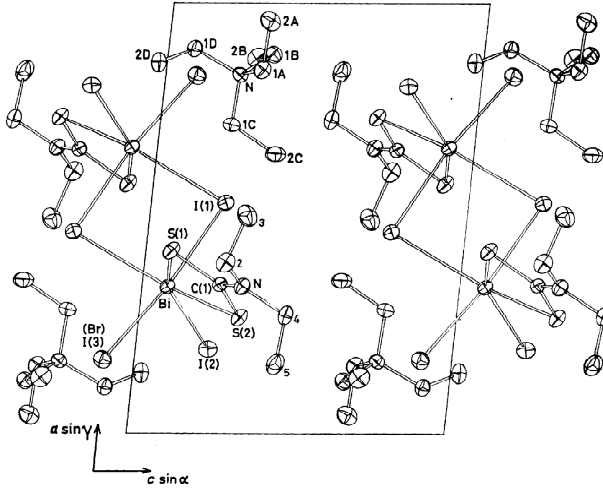 2A
2D
1D
2B
1B
1A
N
1C
2C
I(1)
3
S(1)
2
C(1)
N
Bi
S(2)
4
(Br)
I(3)
I(2)
5
a sinγ
c sinα